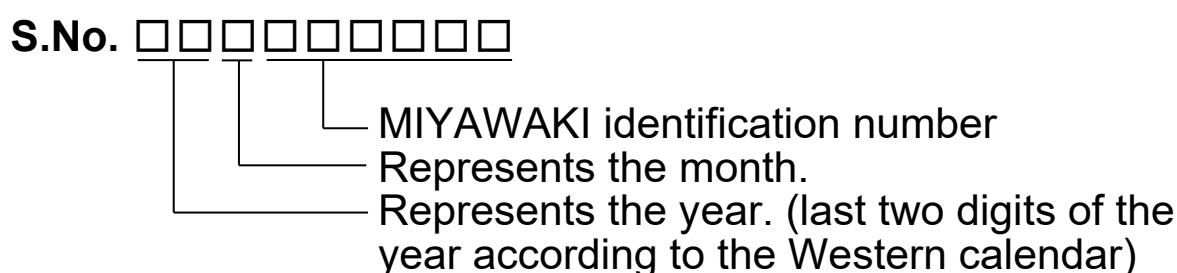 S.No. □□□□□□□□□
MIYAWAKI identification number
Represents the month.
Represents the year. (last two digits of the
year according to the Western calendar)